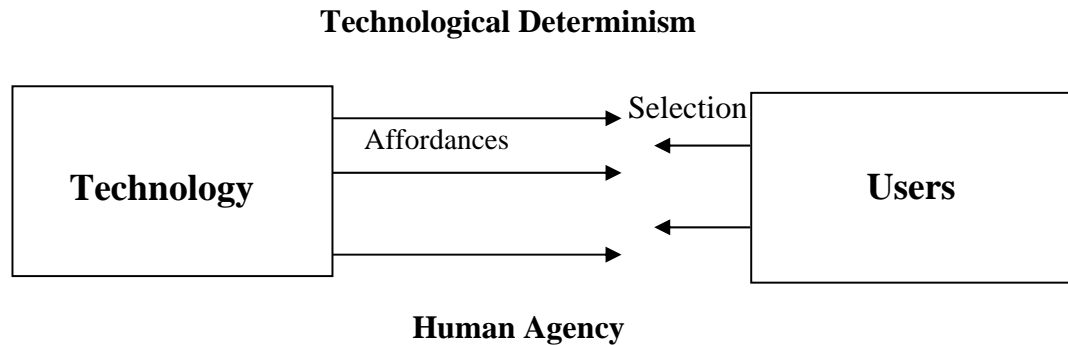 Technological Determinism
Selection
Affordances
Technology
Users
Human Agency